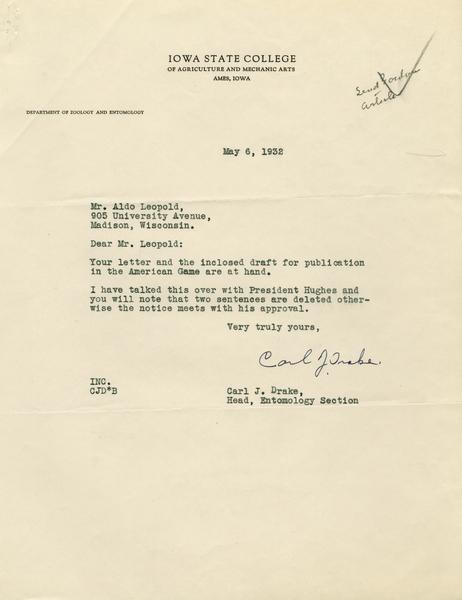 IOWA STATE COLLEGE
OF AGRICULTURE AND MECHANIC ARTS
AMES, IOWA
Send
article
DEPARTMENT OF ZOOLOGY AND ENTOMOLOGY
May 6, 1932
Mr. Aldo Leopold,
905 University Avenue,
Madison, Wisconsin.
Dear Mr. Leopold:
Your letter and the inclosed draft for publication
in the American Game are at hand.
I have talked this over with President Hughes and
you will note that two sentences are deleted other-
wise the notice meets with his approval.
Very truly yours,
Carl J. Drake.
INC.
CJD*B
Carl J. Drake,
Head, Entomology Section